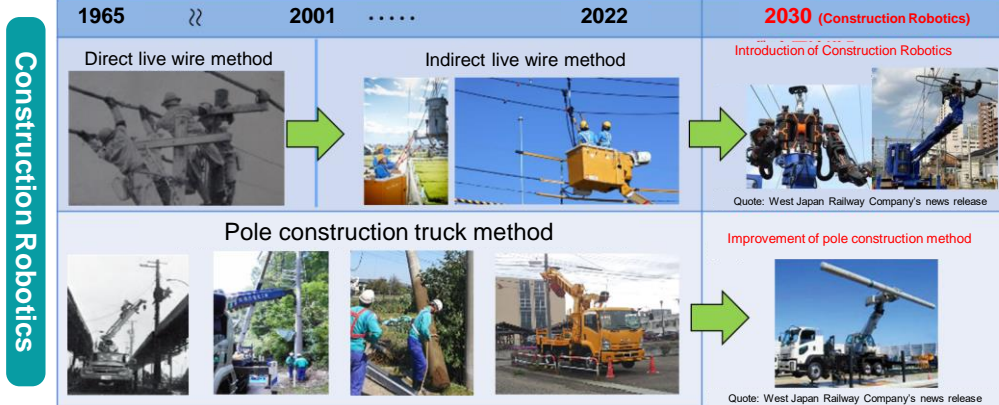 Construction Robotics
1965
2001
2022
2030 (Construction Robotics)
Direct live wire method
Indirect live wire method
Introduction of Construction Robotics
Quote: West Japan Railway Company's news release
Pole construction truck method
Improvement of pole construction method
Quote: West Japan Railway Company's news release